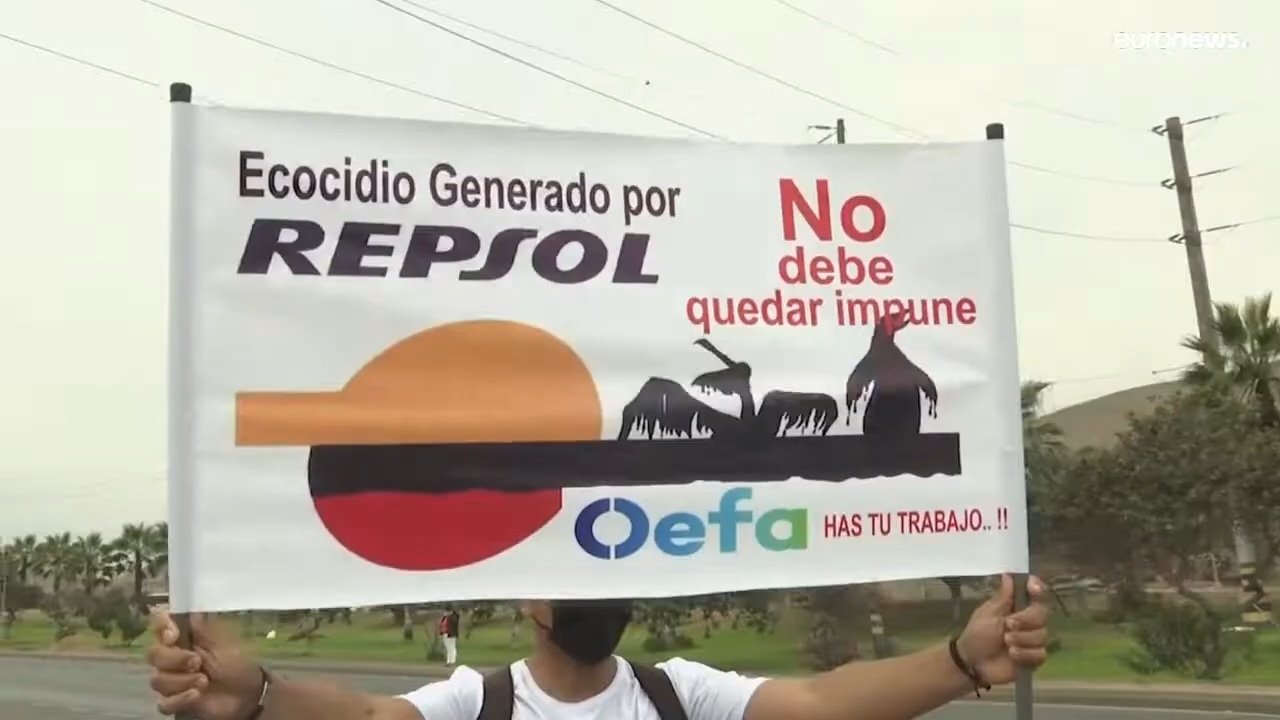 euronews.
Ecocidio Generado por
REPSOL
No
debe
quedar impune
Oefa HAS TU TRABAJO.. !!